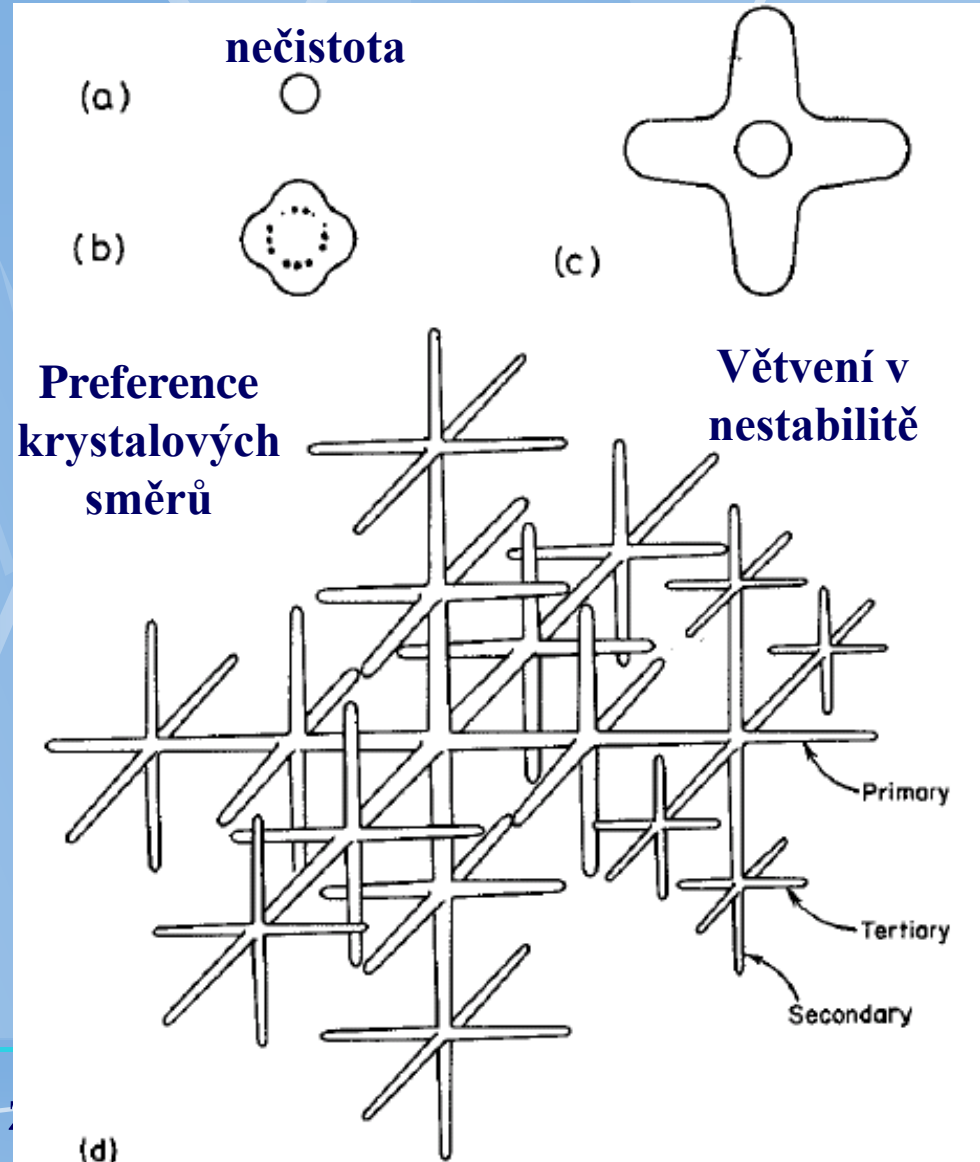 nečistota
(a)
(b)
(c)
Preference
krystalových
směrů
Větvení v
nestabilitě
Primary
Tertiary
Secondary
(d)